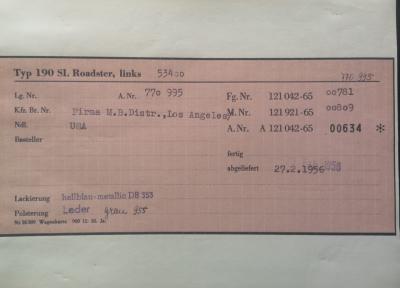 Typ 190 SL Roadster, links 53400 770 995
Lg. Nr. A. Nr. 770 995 Fg. Nr. 121 042-65 00781
Kfz. Br. Nr. Firma M.B.Distr.,Los Angeles/ M. Nr. 121 921-65 00809
Ndl. USA A. Nr. A 121 042-65 00634 *
Besteller
fertig
abgeliefert 27.2.1956
Lackierung hellblau-metallic DB 353
Polsterung Leder grau 955